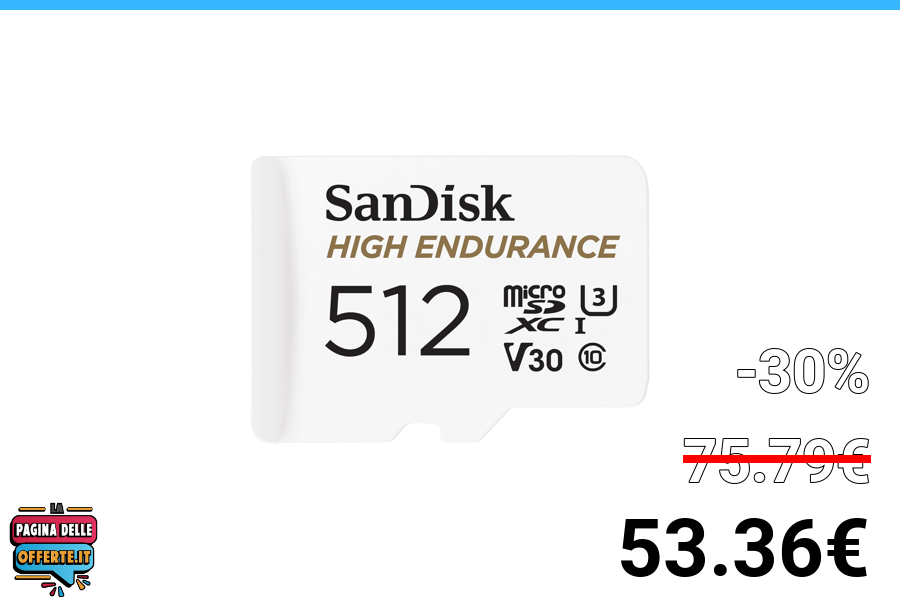 SanDisk
HIGH ENDURANCE
512
micro SD XC I
U3
V30
10
-30%
75.79€
53.36€
LA
PAGINA DELLE
OFFERTE.IT